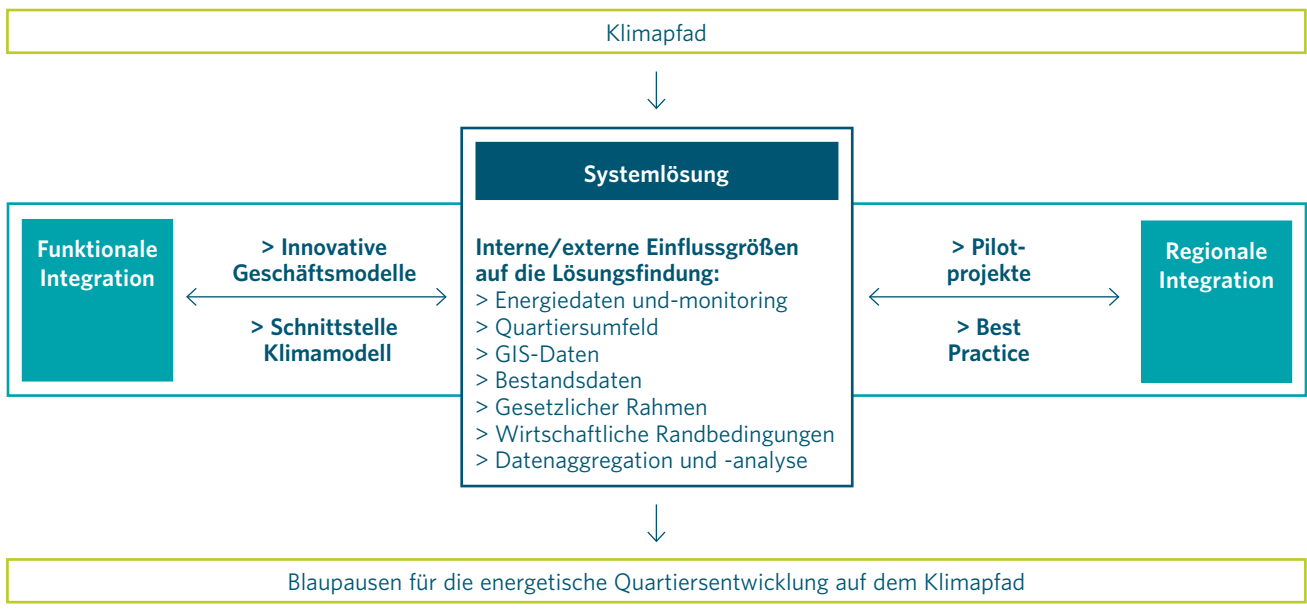 Klimapfad
Systemlösung
Funktionale
Integration
> Innovative
Geschäftsmodelle
> Schnittstelle
Klimamodell
Interne/externe Einflussgrößen
auf die Lösungsfindung:
> Energiedaten und-monitoring
> Quartiersumfeld
> GIS-Daten
> Bestandsdaten
> Gesetzlicher Rahmen
> Wirtschaftliche Randbedingungen
> Datenaggregation und -analyse
> Pilot-
projekte
> Best
Practice
Regionale
Integration
Blaupausen für die energetische Quartiersentwicklung auf dem Klimapfad